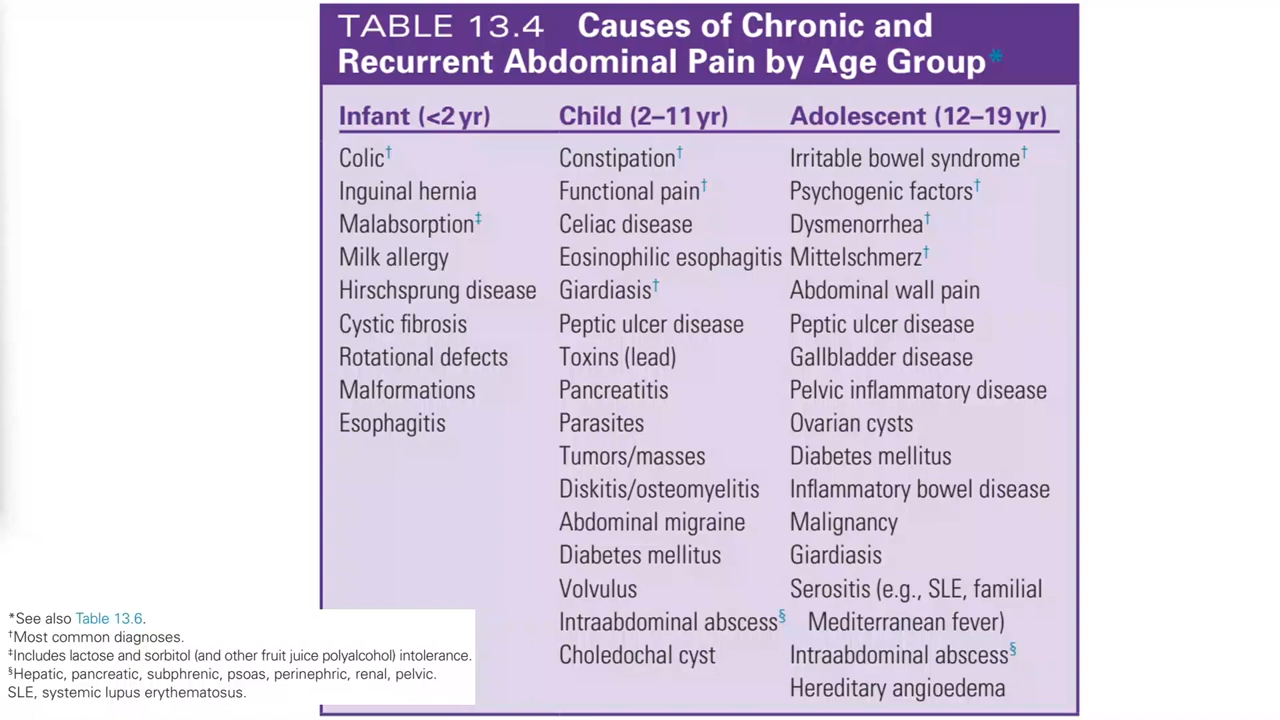 TABLE 13.4 Causes of Chronic and
Recurrent Abdominal Pain by Age Group*
Infant (<2 yr)
Colic†
Inguinal hernia
Malabsorption‡
Milk allergy
Hirschsprung disease
Cystic fibrosis
Rotational defects
Malformations
Esophagitis
Child (2–11 yr)
Constipation†
Functional pain†
Celiac disease
Eosinophilic esophagitis
Giardiasis†
Peptic ulcer disease
Toxins (lead)
Pancreatitis
Parasites
Tumors/masses
Diskitis/osteomyelitis
Abdominal migraine
Diabetes mellitus
Volvulus
Intraabdominal abscess§
Choledochal cyst
Adolescent (12–19 yr)
Irritable bowel syndrome†
Psychogenic factors†
Dysmenorrhea†
Mittelschmerz†
Abdominal wall pain
Peptic ulcer disease
Gallbladder disease
Pelvic inflammatory disease
Ovarian cysts
Diabetes mellitus
Inflammatory bowel disease
Malignancy
Giardiasis
Serositis (e.g., SLE, familial
Mediterranean fever)
Intraabdominal abscess§
Hereditary angioedema
*See also Table 13.6.
†Most common diagnoses.
‡Includes lactose and sorbitol (and other fruit juice polyalcohol) intolerance.
§Hepatic, pancreatic, subphrenic, psoas, perinephric, renal, pelvic.
SLE, systemic lupus erythematosus.